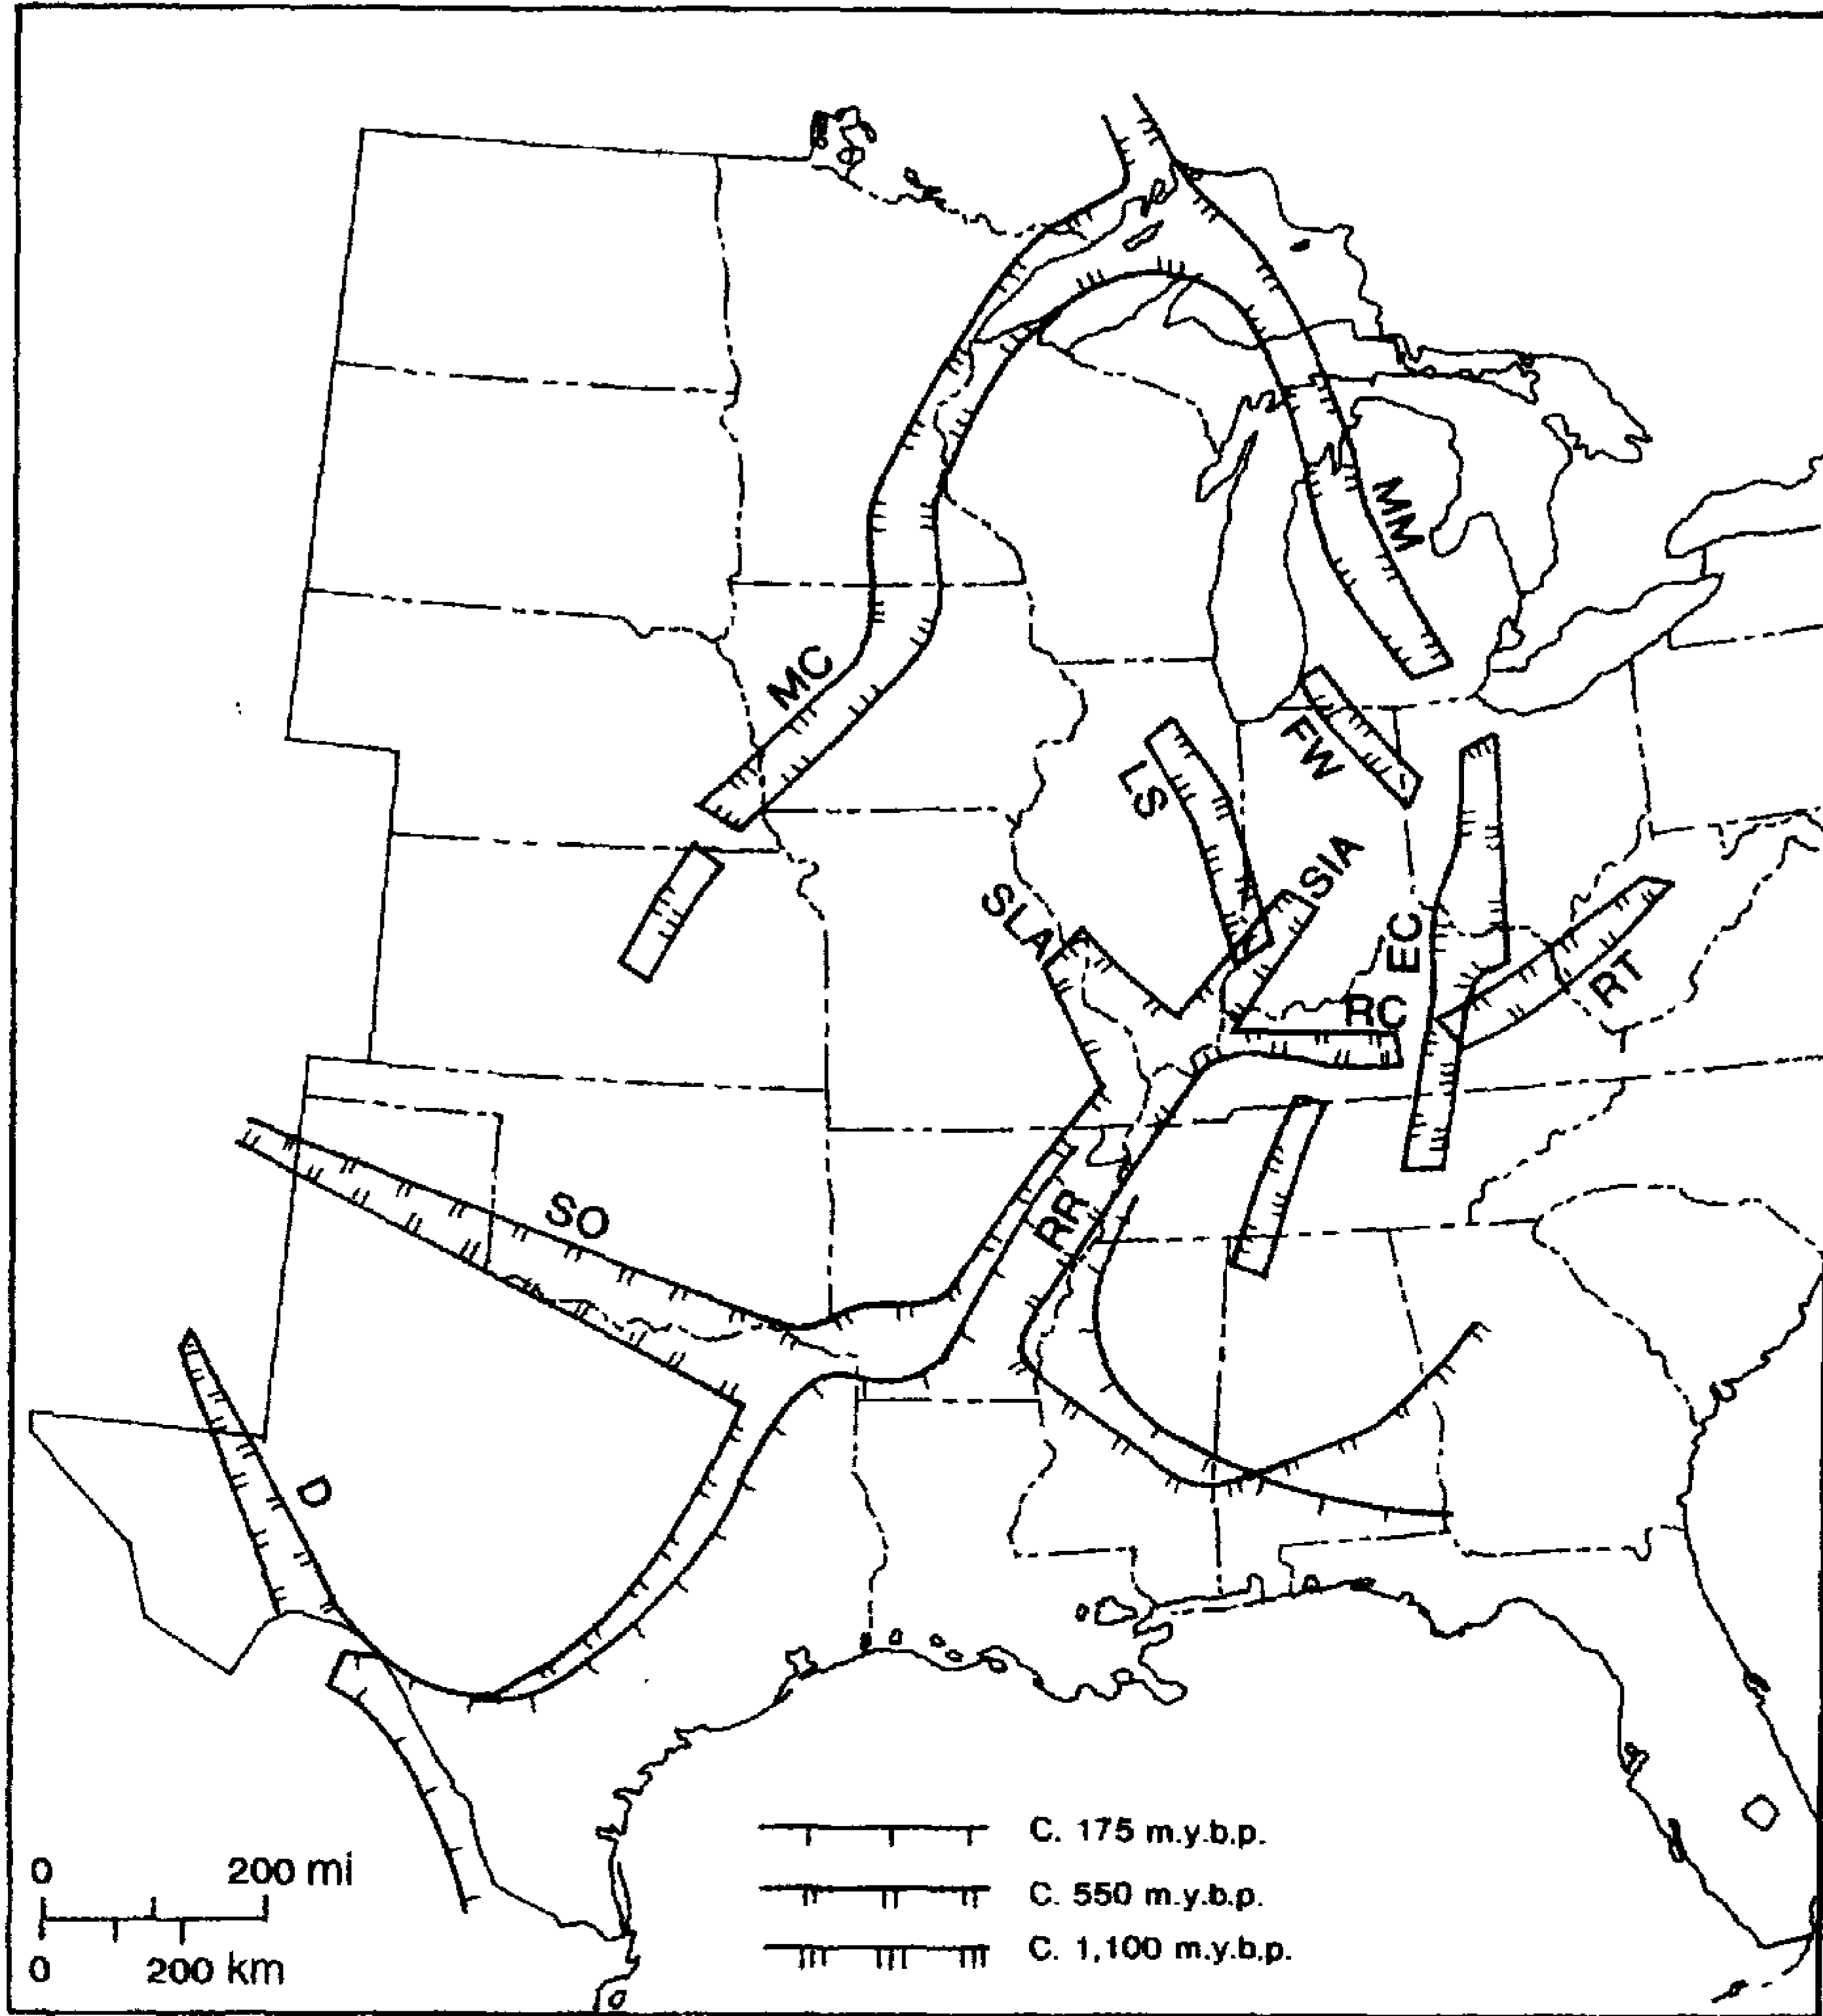 MM
MC
FW
LS
SIA
SLA
EC
RT
RC
RR
SO
D
C. 175 m.y.b.p.
C. 550 m.y.b.p.
C. 1,100 m.y.b.p.
0 200 mi
0 200 km